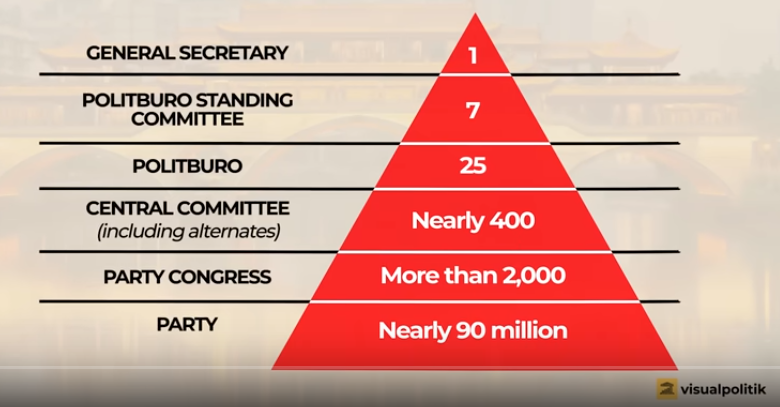 GENERAL SECRETARY
1
POLITBURO STANDING
COMMITTEE
7
POLITBURO
25
CENTRAL COMMITTEE
(including alternates)
Nearly 400
PARTY CONGRESS
More than 2,000
PARTY
Nearly 90 million
visualpolitik